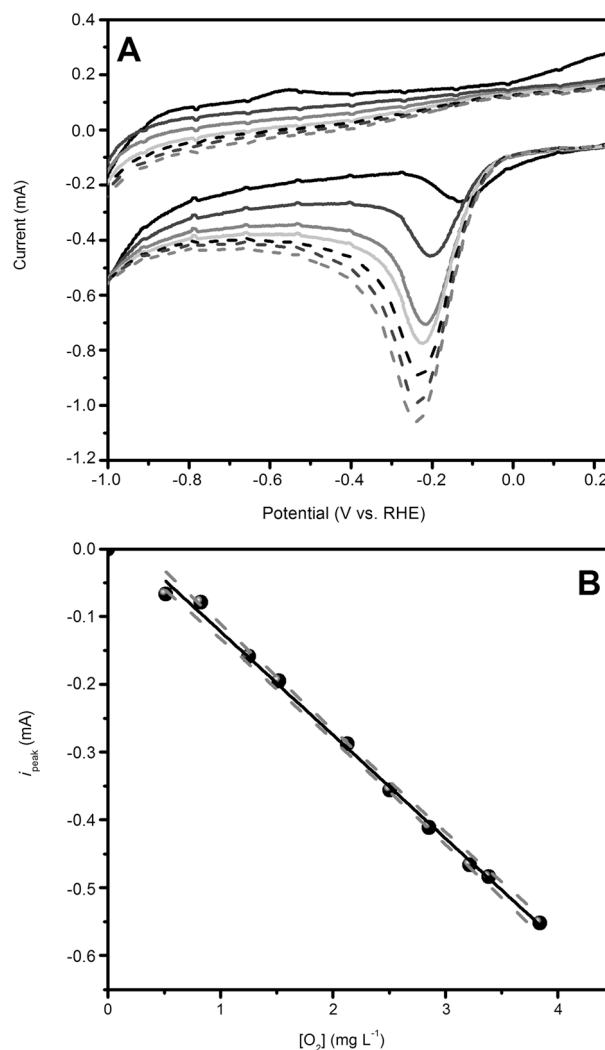 A
0.4
0.2
0.0
-0.2
-0.4
-0.6
-0.8
-1.0
-1.2
Current (mA)
-1.0 -0.8 -0.6 -0.4 -0.2 0.0 0.2
Potential (V vs. RHE)
B
0.0
-0.1
-0.2
-0.3
-0.4
-0.5
-0.6
i_peak (mA)
0 1 2 3 4
[O₂] (mg L⁻¹)